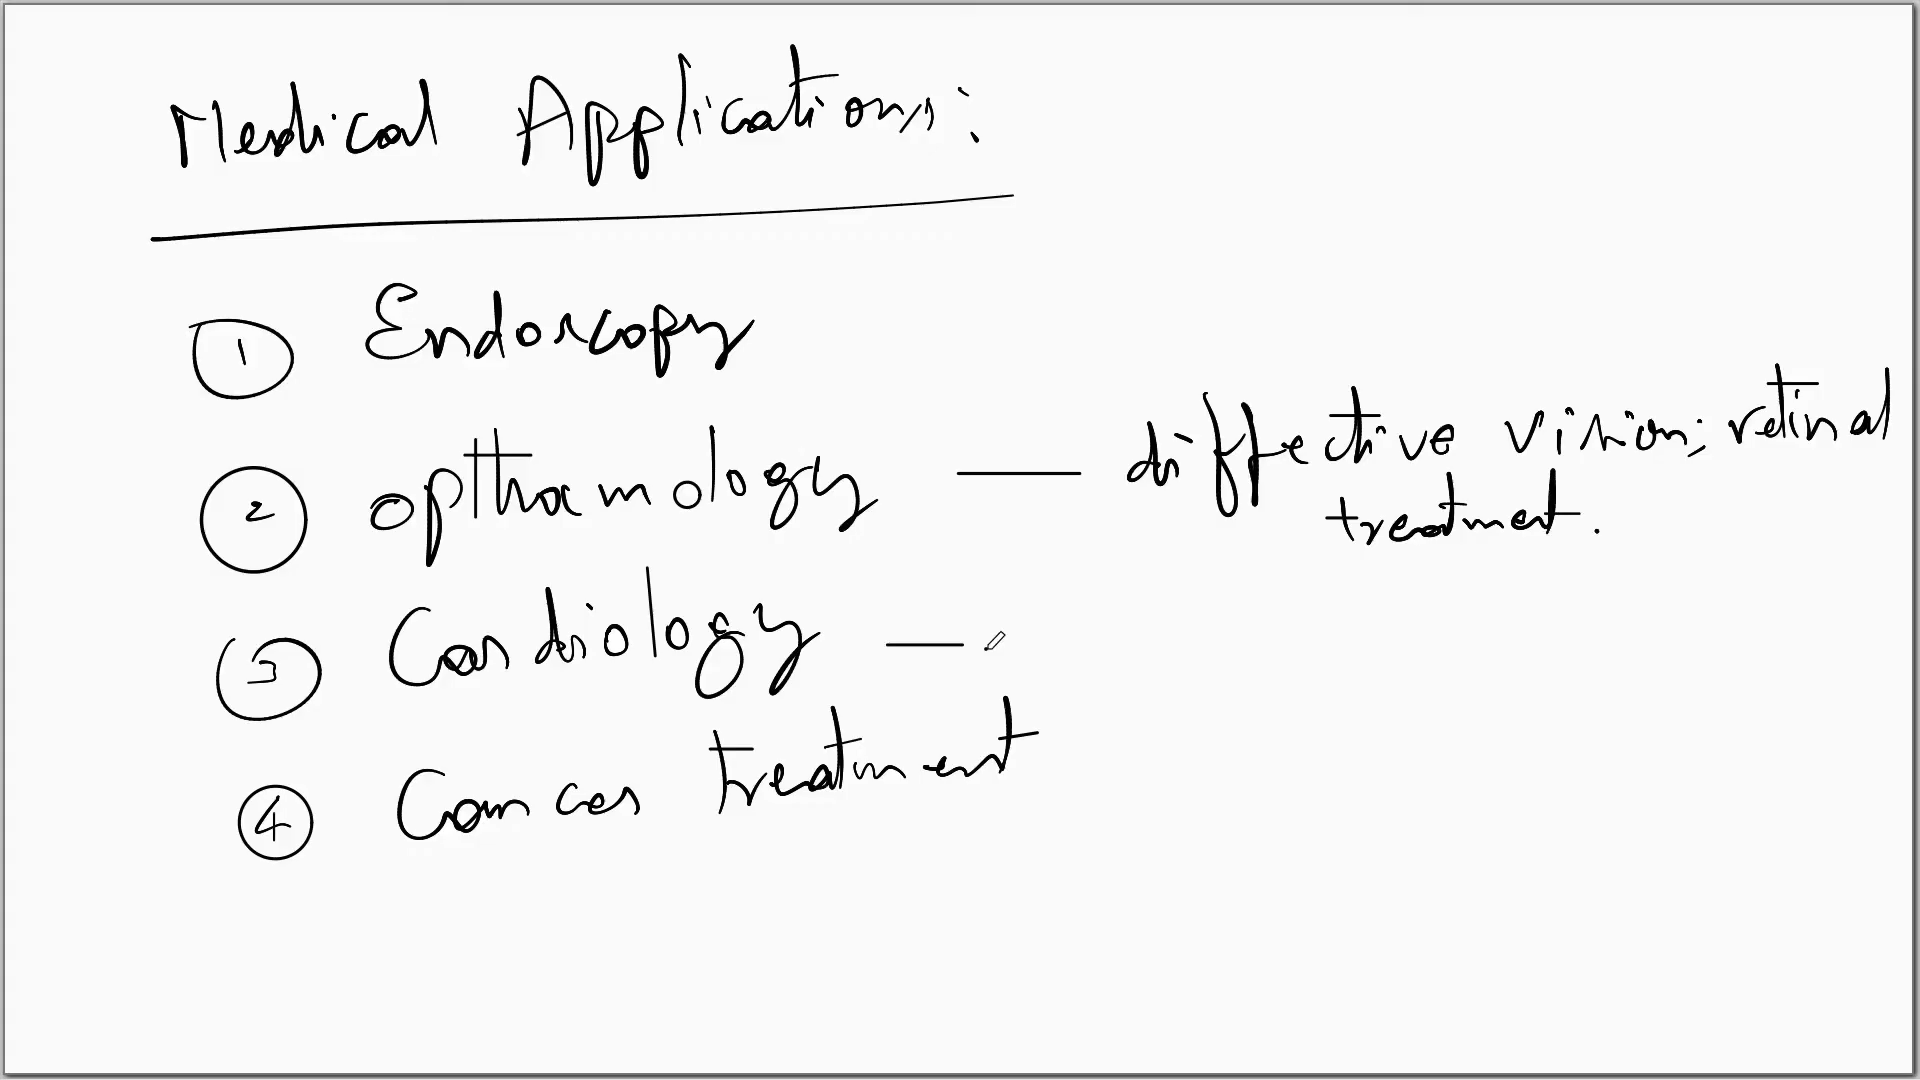 Medical Applications:
1 Endoscopy
2 opthamology — diffective vision; retinal
treatment.
3 Cardiology —
4 Cancer treatment